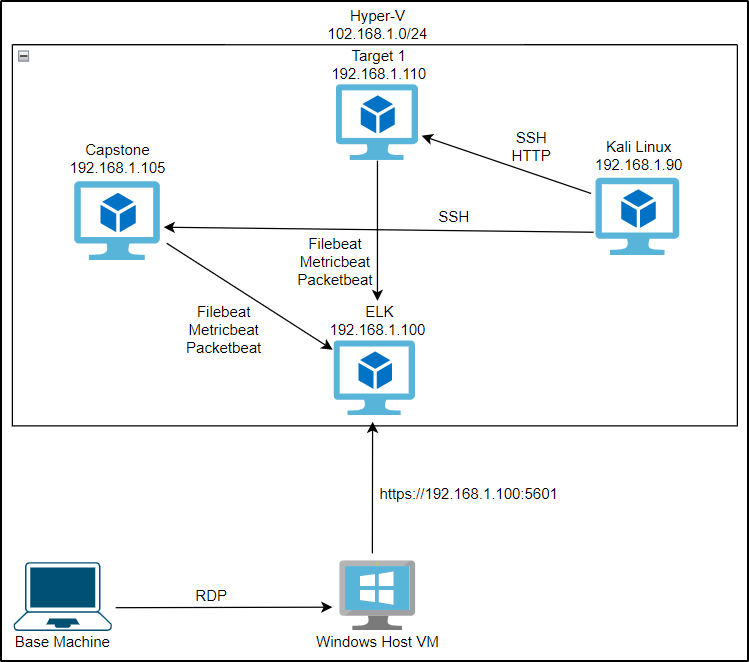 Hyper-V
102.168.1.0/24
Target 1
192.168.1.110
Capstone
192.168.1.105
SSH
HTTP
Kali Linux
192.168.1.90
SSH
Filebeat
Metricbeat
Packetbeat
Filebeat
Metricbeat
Packetbeat
ELK
192.168.1.100
https://192.168.1.100:5601
RDP
Base Machine
Windows Host VM